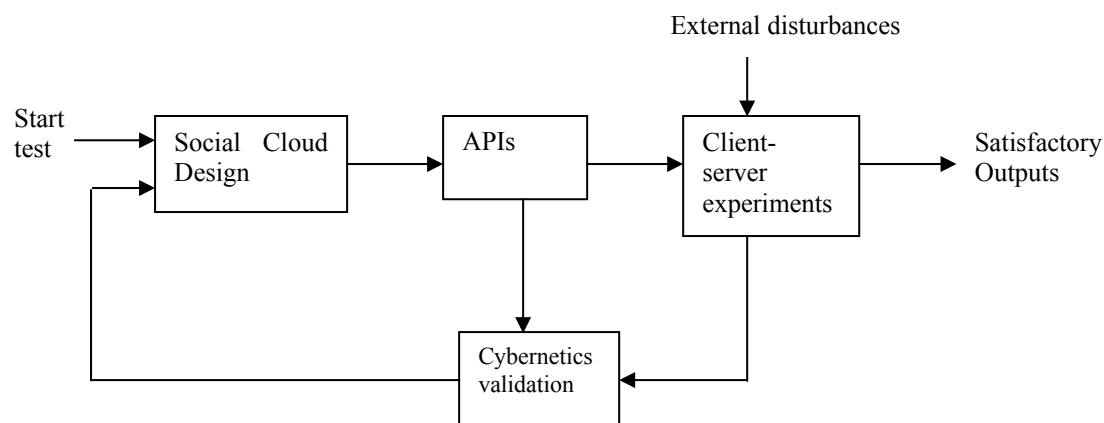 External disturbances
Start
test
Social Cloud
Design
APIs
Client-
server
experiments
Satisfactory
Outputs
Cybernetics
validation